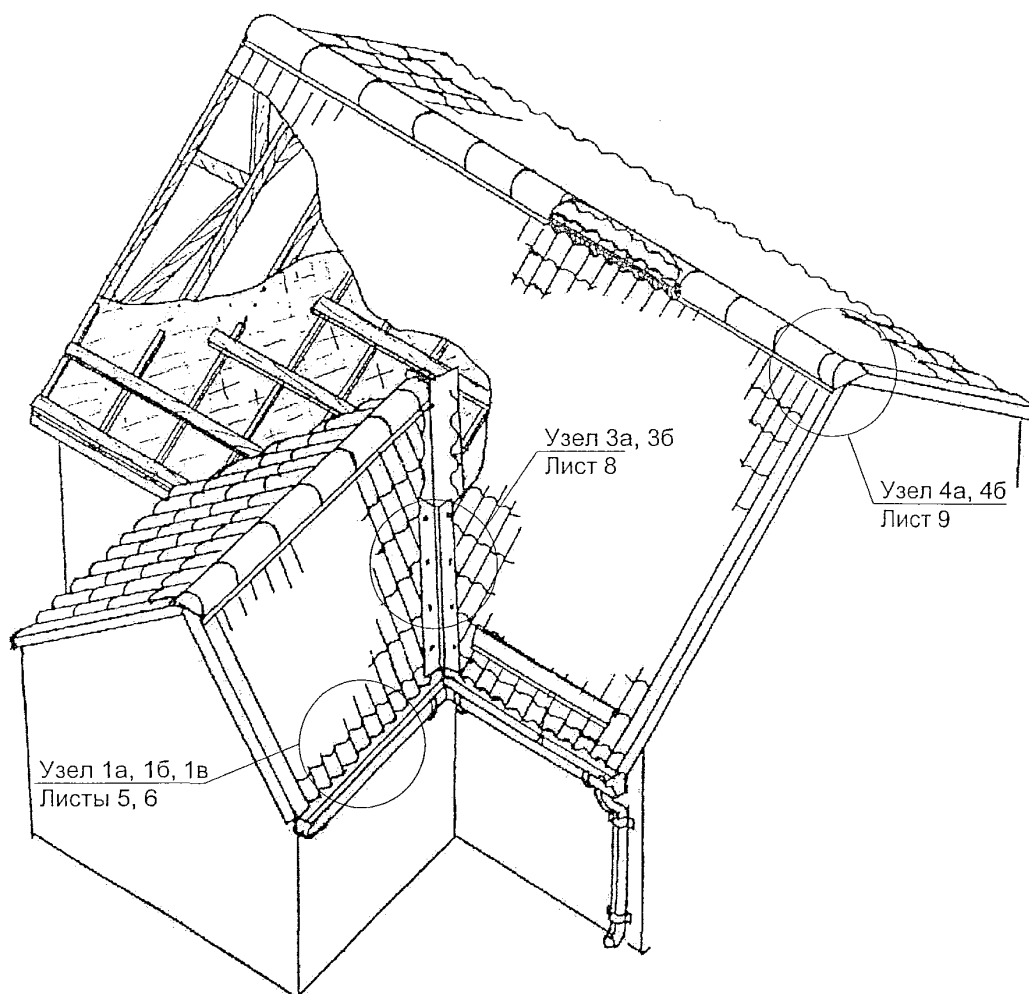 Узел 3а, 3б
Лист 8
Узел 4а, 4б
Лист 9
Узел 1а, 1б, 1в
Листы 5, 6